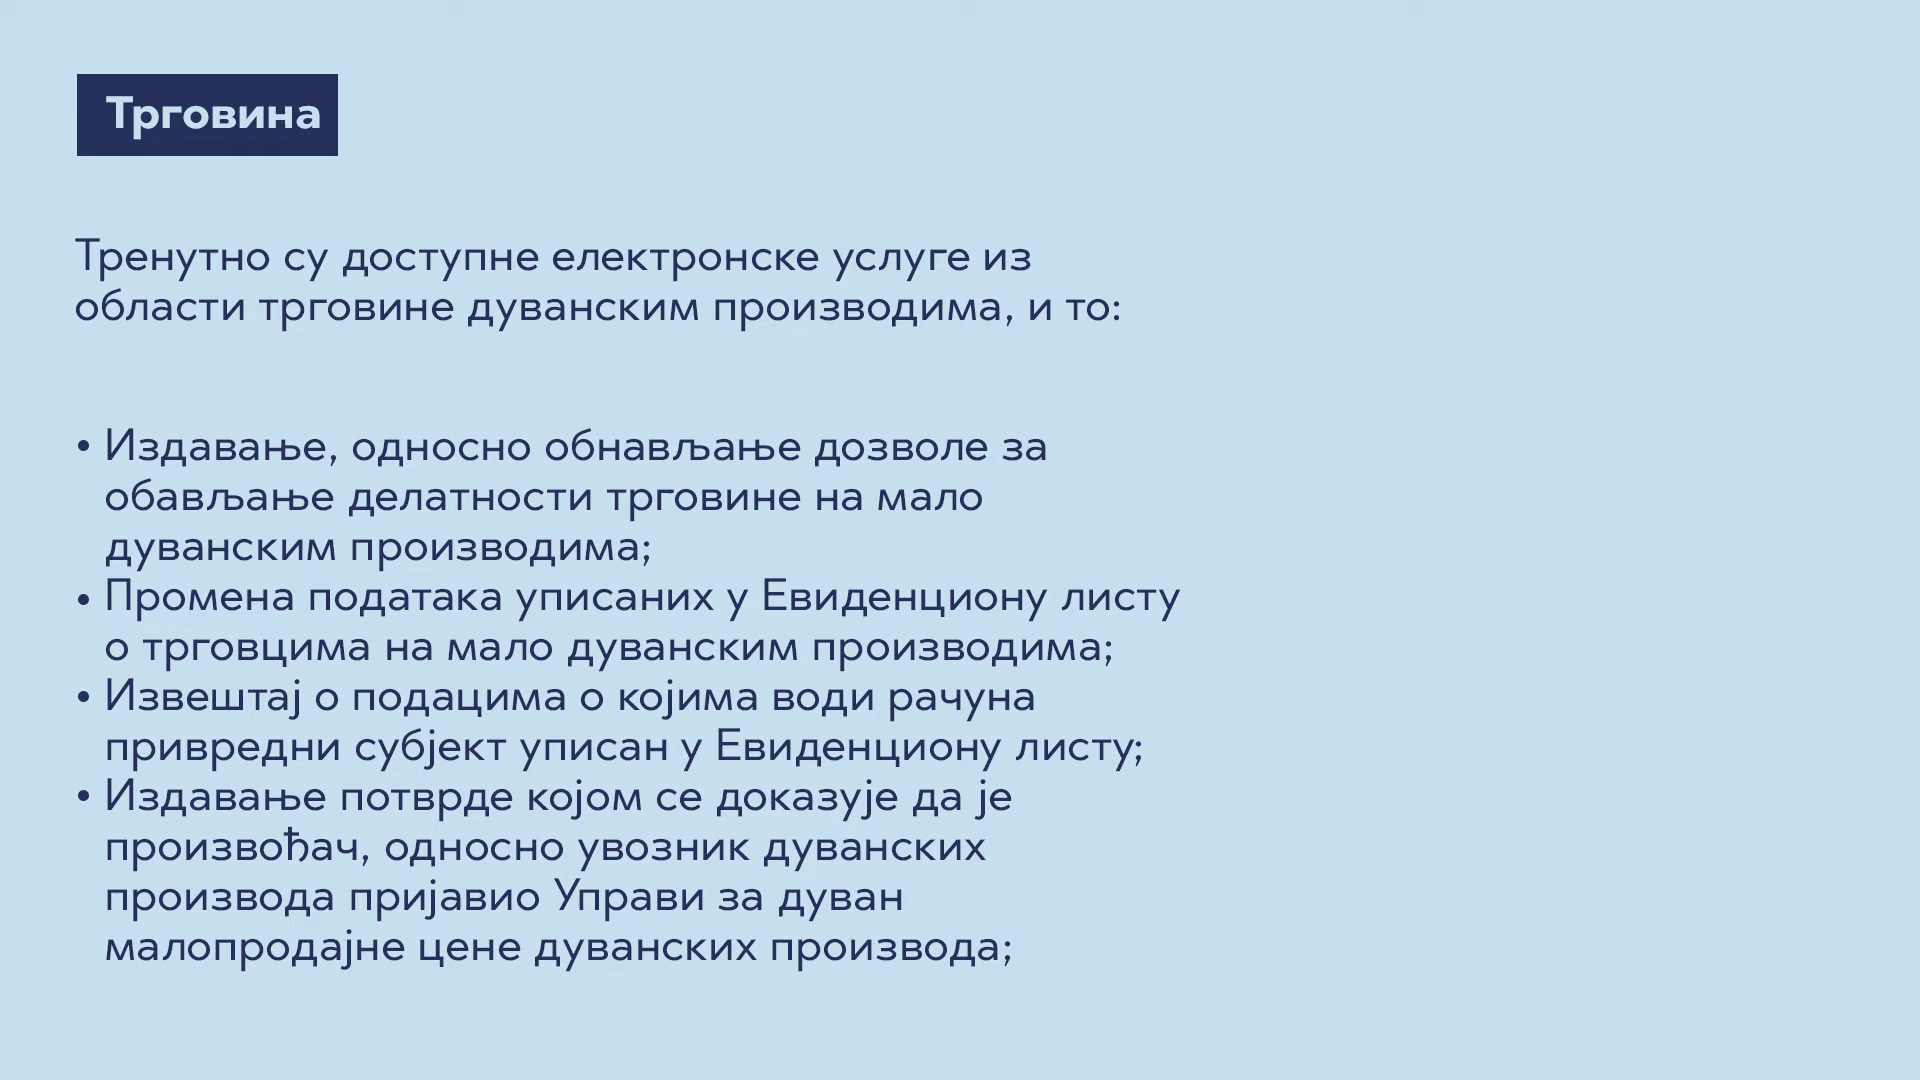 Трговина
Тренутно су доступне електронске услуге из
области трговине дуванским производима, и то:
• Издавање, односно обнављање дозволе за
обављање делатности трговине на мало
дуванским производима;
• Промена података уписаних у Евиденциону листу
о трговцима на мало дуванским производима;
• Извештај о подацима о којима води рачуна
привредни субјект уписан у Евиденциону листу;
• Издавање потврде којом се доказује да је
произвођач, односно увозник дуванских
производа пријавио Управи за дуван
малопродајне цене дуванских производа;